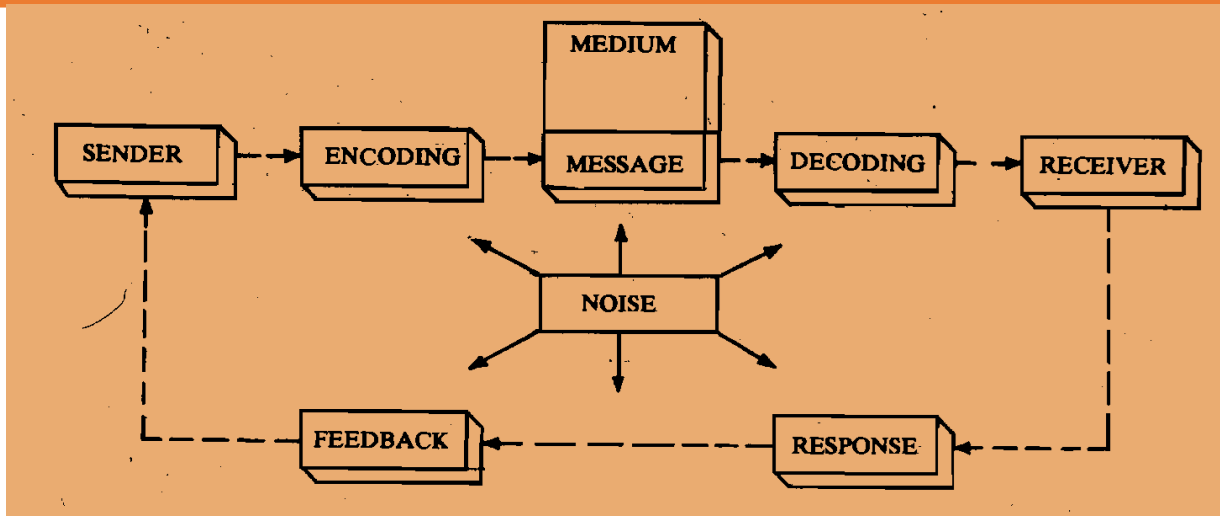 MEDIUM
SENDER
ENCODING
MESSAGE
DECODING
RECEIVER
NOISE
FEEDBACK
RESPONSE